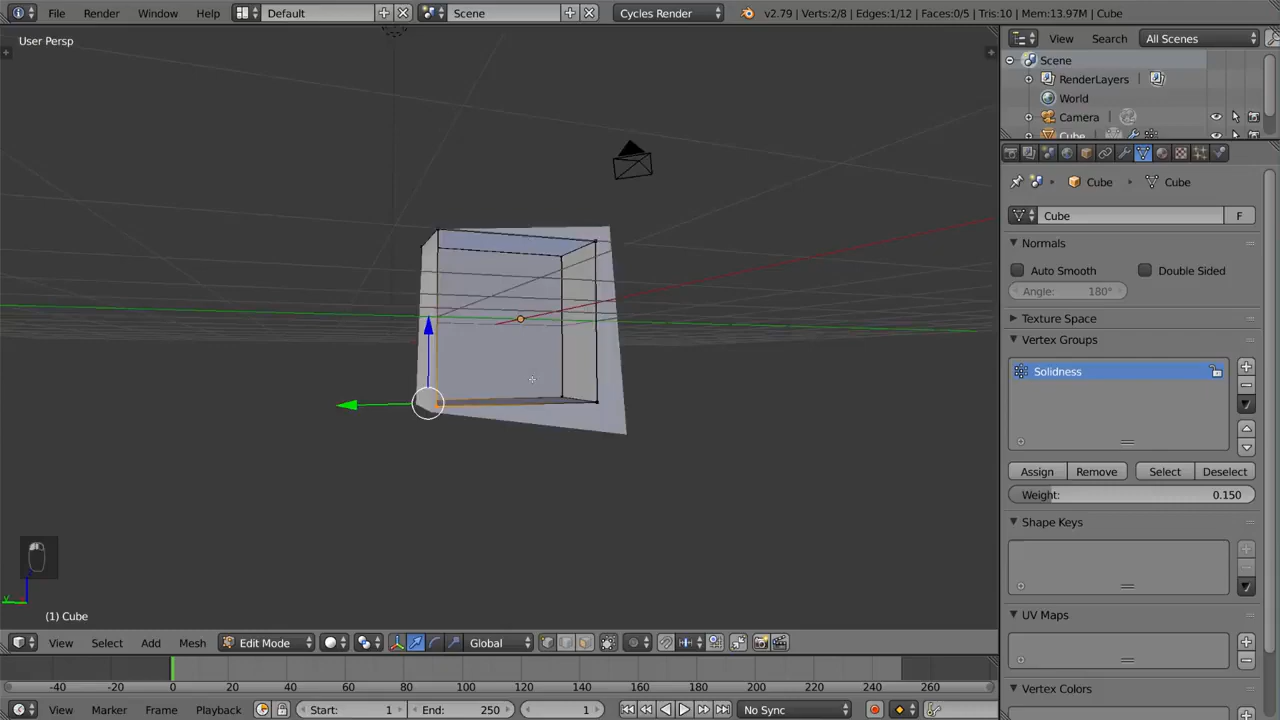 File Render Window Help Default Scene Cycles Render v2.79 | Verts:2/8 | Edges:1/12 | Faces:0/5 | Tris:10 | Mem:13.97M | Cube
User Persp
View Search All Scenes
Scene
RenderLayers
World
Camera
Cube
Cube Cube
Cube F
Normals
Auto Smooth Double Sided
Angle: 180°
Texture Space
Vertex Groups
Solidness
Assign Remove Select Deselect
Weight: 0.150
Shape Keys
UV Maps
Vertex Colors
y
(1) Cube
View Select Add Mesh Edit Mode Global
-40 -20 0 20 40 60 80 100 120 140 160 180 200 220 240 260
View Marker Frame Playback Start: 1 End: 250 1 No Sync